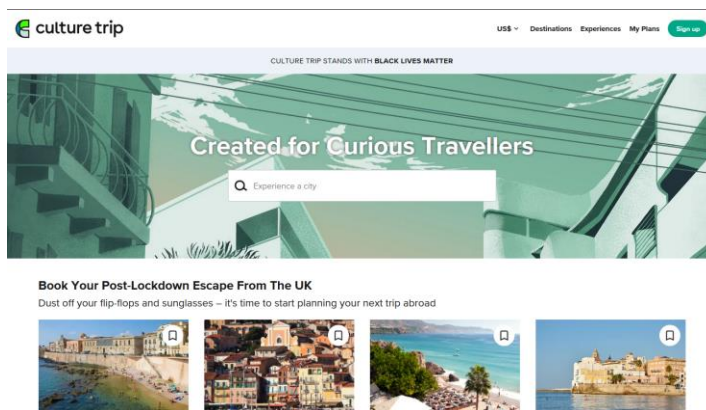 culture trip
US$
Destinations
Experiences
My Plans
Sign up
CULTURE TRIP STANDS WITH BLACK LIVES MATTER
Created for Curious Travellers
Experience a city
Book Your Post-Lockdown Escape From The UK
Dust off your flip-flops and sunglasses – it's time to start planning your next trip abroad